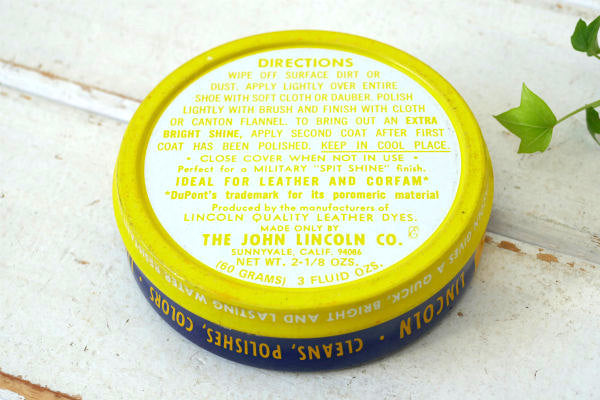 DIRECTIONS
WIPE OFF SURFACE DIRT OR
DUST. APPLY LIGHTLY OVER ENTIRE
SHOE WITH SOFT CLOTH OR DAUBER. POLISH
LIGHTLY WITH BRUSH AND FINISH WITH CLOTH
OR CANTON FLANNEL. TO BRING OUT AN EXTRA
BRIGHT SHINE, APPLY SECOND COAT AFTER FIRST
COAT HAS BEEN POLISHED. KEEP IN COOL PLACE.
• CLOSE COVER WHEN NOT IN USE •
Perfect for a MILITARY "SPIT SHINE" finish.
IDEAL FOR LEATHER AND CORFAM*
*DuPont's trademark for its poromeric material
Produced by the manufacturers of
LINCOLN QUALITY LEATHER DYES.
MADE ONLY BY
THE JOHN LINCOLN CO.
SUNNYVALE, CALIF. 94086
NET WT. 2-1/8 OZS.
(60 GRAMS) 3 FLUID OZS.
GIVES A QUICK, BRIGHT AND LASTING WATER
LINCOLN • CLEANS, POLISHES, COLORS •